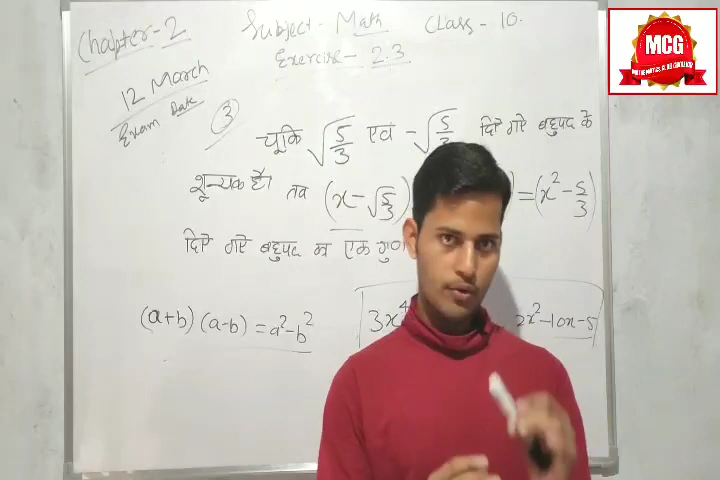 Chapter-2
Subject- Math
Class- 10.
Exercise- 2.3
12 March
Exam Date
③
चूकि √5/3 एवं -√5/3 दिए गए बहुपद के
शून्यक है। तब (x-√5/3) = (x²-5/3)
दिए गए बहुपद का एक
(a+b)(a-b) = a²-b²
3x⁴ 2x²-10x-5
MCG